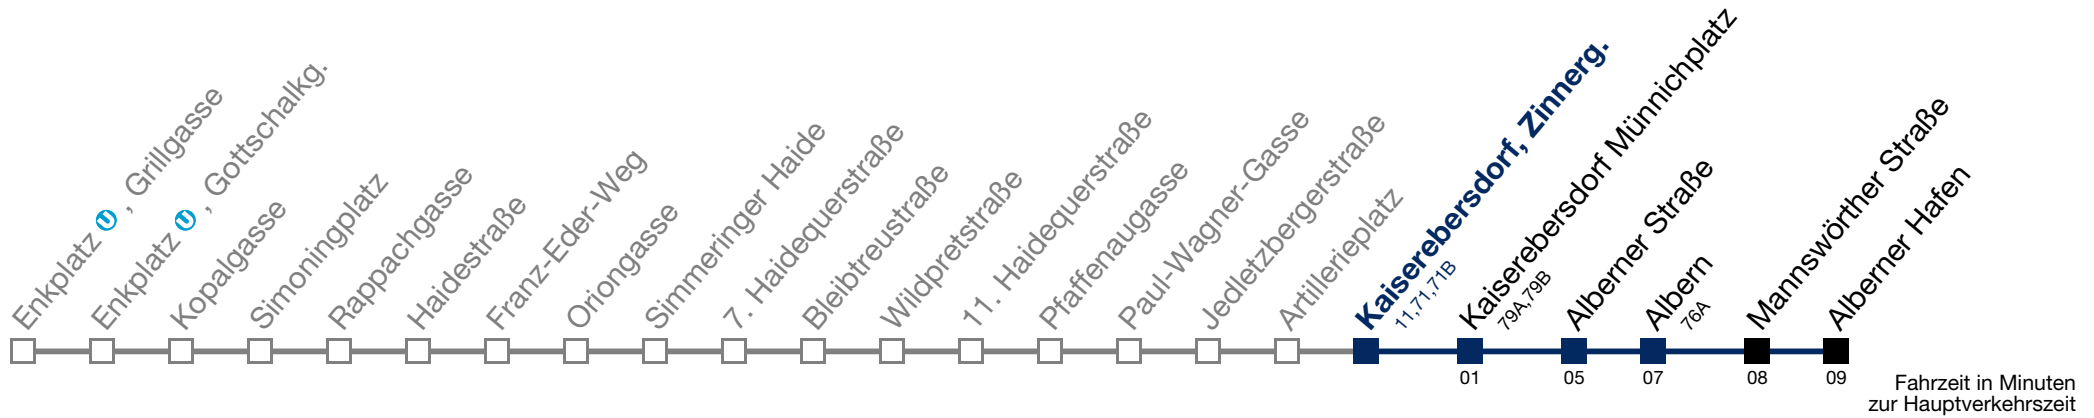 Enkplatz U , Grillgasse
Enkplatz U , Gottschalkg.
Kopalgasse
Simoningplatz
Rappachgasse
Haidestraße
Franz-Eder-Weg
Oriongasse
Simmeringer Haide
7. Haidequerstraße
Bleibtreustraße
Wildpretstraße
11. Haidequerstraße
Pfaffenaugasse
Paul-Wagner-Gasse
Jedletzbergerstraße
Artillerieplatz
Kaiserebersdorf, Zinnerg.
11,71,71B
Kaiserebersdorf Münnichplatz
79A,79B
Alberner Straße
Albern
76A
Mannswörther Straße
Alberner Hafen
01
05
07
08
09
Fahrzeit in Minuten
zur Hauptverkehrszeit